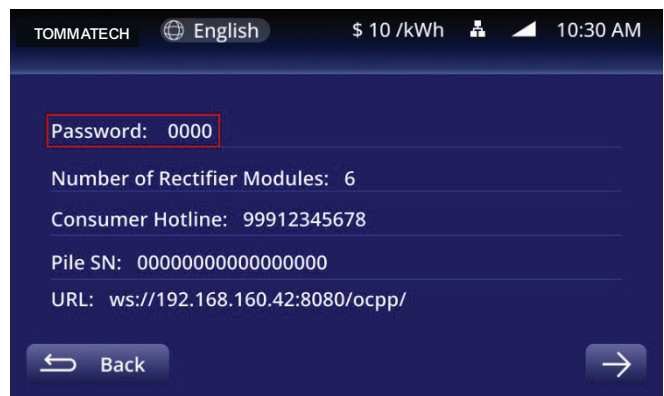 TOMMATECH English $ 10 /kWh 10:30 AM
Password: 0000
Number of Rectifier Modules: 6
Consumer Hotline: 99912345678
Pile SN: 00000000000000000
URL: ws://192.168.160.42:8080/ocpp/
Back